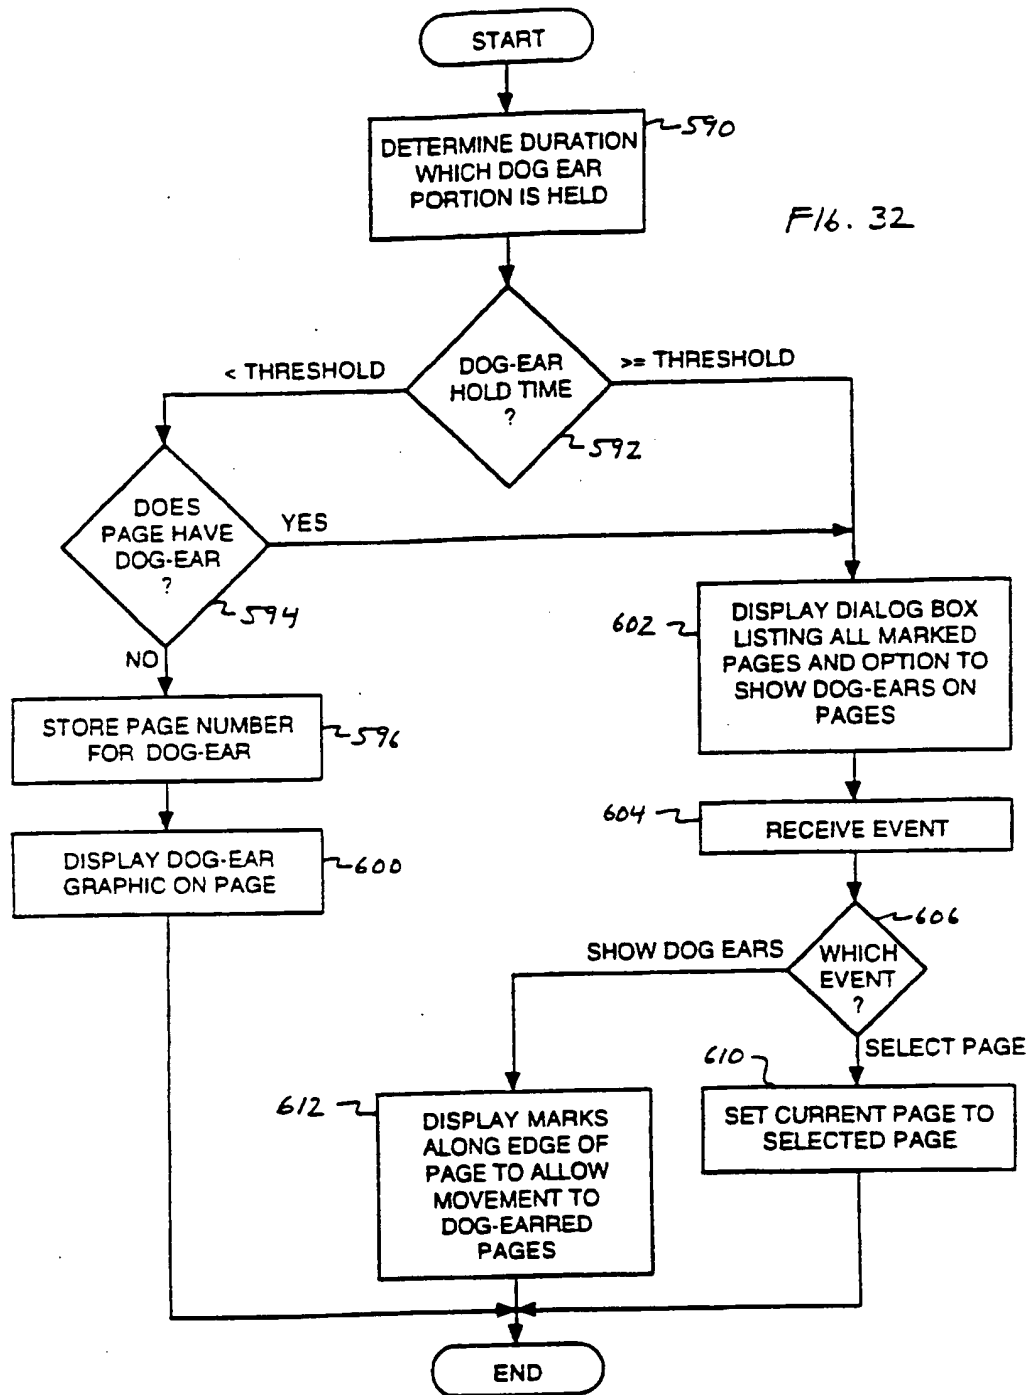 START
DETERMINE DURATION
WHICH DOG EAR
PORTION IS HELD
590
FIG. 32
DOG-EAR
HOLD TIME
?
592
< THRESHOLD
>= THRESHOLD
DOES
PAGE HAVE
DOG-EAR
?
594
YES
NO
STORE PAGE NUMBER
FOR DOG-EAR
596
DISPLAY DOG-EAR
GRAPHIC ON PAGE
600
602
DISPLAY DIALOG BOX
LISTING ALL MARKED
PAGES AND OPTION TO
SHOW DOG-EARS ON
PAGES
604
RECEIVE EVENT
606
WHICH
EVENT
?
SHOW DOG EARS
SELECT PAGE
610
SET CURRENT PAGE TO
SELECTED PAGE
612
DISPLAY MARKS
ALONG EDGE OF
PAGE TO ALLOW
MOVEMENT TO
DOG-EARRED
PAGES
END